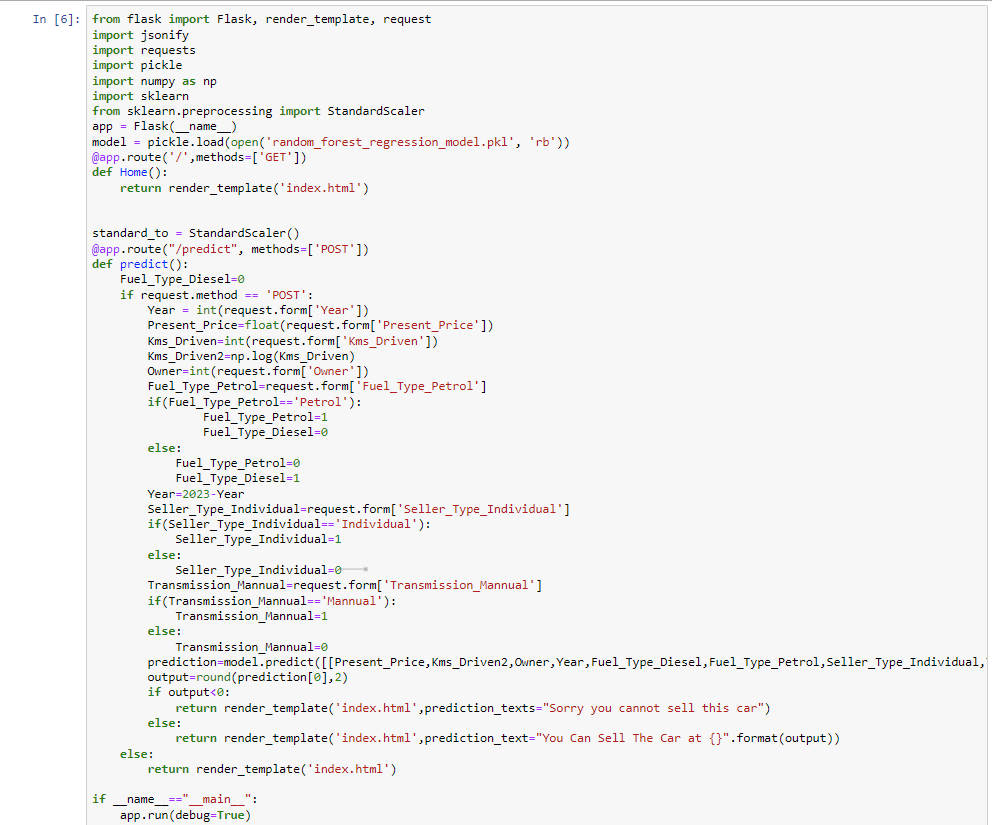 In [6]:
from flask import Flask, render_template, request
import jsonify
import requests
import pickle
import numpy as np
import sklearn
from sklearn.preprocessing import StandardScaler
app = Flask(__name__)
model = pickle.load(open('random_forest_regression_model.pkl', 'rb'))
@app.route('/',methods=['GET'])
def Home():
    return render_template('index.html')


standard_to = StandardScaler()
@app.route("/predict", methods=['POST'])
def predict():
    Fuel_Type_Diesel=0
    if request.method == 'POST':
        Year = int(request.form['Year'])
        Present_Price=float(request.form['Present_Price'])
        Kms_Driven=int(request.form['Kms_Driven'])
        Kms_Driven2=np.log(Kms_Driven)
        Owner=int(request.form['Owner'])
        Fuel_Type_Petrol=request.form['Fuel_Type_Petrol']
        if(Fuel_Type_Petrol=='Petrol'):
                Fuel_Type_Petrol=1
                Fuel_Type_Diesel=0
        else:
            Fuel_Type_Petrol=0
            Fuel_Type_Diesel=1
        Year=2023-Year
        Seller_Type_Individual=request.form['Seller_Type_Individual']
        if(Seller_Type_Individual=='Individual'):
            Seller_Type_Individual=1
        else:
            Seller_Type_Individual=0
        Transmission_Mannual=request.form['Transmission_Mannual']
        if(Transmission_Mannual=='Mannual'):
            Transmission_Mannual=1
        else:
            Transmission_Mannual=0
        prediction=model.predict([[Present_Price,Kms_Driven2,Owner,Year,Fuel_Type_Diesel,Fuel_Type_Petrol,Seller_Type_Individual,
        output=round(prediction[0],2)
        if output<0:
            return render_template('index.html',prediction_texts="Sorry you cannot sell this car")
        else:
            return render_template('index.html',prediction_text="You Can Sell The Car at {}".format(output))
    else:
        return render_template('index.html')

if __name__=="__main__":
    app.run(debug=True)